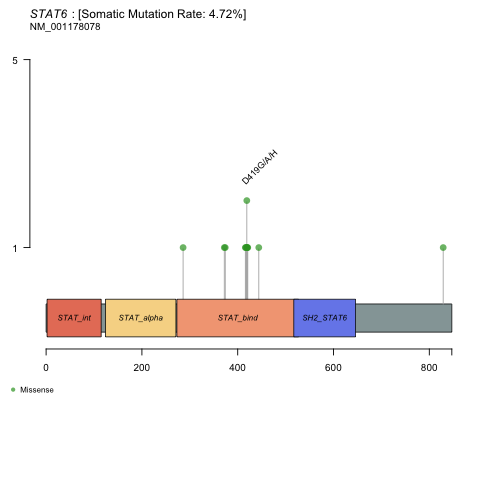 STAT6 : [Somatic Mutation Rate: 4.72%]
NM_001178078
5
D419G/A/H
1
STAT_int STAT_alpha STAT_bind SH2_STAT6
0 200 400 600 800
Missense